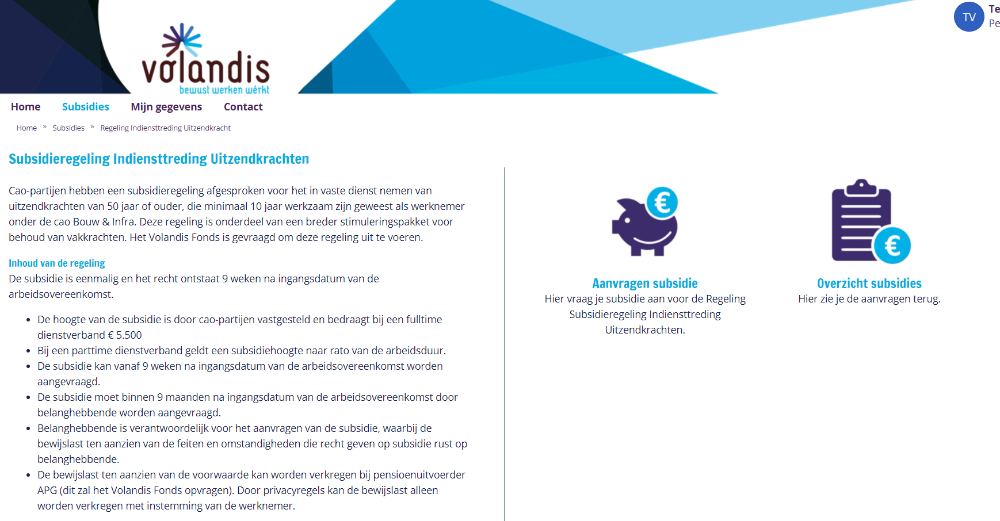 TV
Te
Pe
volandis
bewust werken wérkt
Home Subsidies Mijn gegevens Contact
Home » Subsidies » Regeling Indiensttreding Uitzendkracht
Subsidieregeling Indiensttreding Uitzendkrachten
Cao-partijen hebben een subsidieregeling afgesproken voor het in vaste dienst nemen van
uitzendkrachten van 50 jaar of ouder, die minimaal 10 jaar werkzaam zijn geweest als werknemer
onder de cao Bouw & Infra. Deze regeling is onderdeel van een breder stimuleringspakket voor
behoud van vakkrachten. Het Volandis Fonds is gevraagd om deze regeling uit te voeren.
Inhoud van de regeling
De subsidie is eenmalig en het recht ontstaat 9 weken na ingangsdatum van de
arbeidsovereenkomst.
• De hoogte van de subsidie is door cao-partijen vastgesteld en bedraagt bij een fulltime
dienstverband € 5.500
• Bij een parttime dienstverband geldt een subsidiehoogte naar rato van de arbeidsduur.
• De subsidie kan vanaf 9 weken na ingangsdatum van de arbeidsovereenkomst worden
aangevraagd.
• De subsidie moet binnen 9 maanden na ingangsdatum van de arbeidsovereenkomst door
belanghebbende worden aangevraagd.
• Belanghebbende is verantwoordelijk voor het aanvragen van de subsidie, waarbij de
bewijslast ten aanzien van de feiten en omstandigheden die recht geven op subsidie rust op
belanghebbende.
• De bewijslast ten aanzien van de voorwaarde kan worden verkregen bij pensioenuitvoerder
APG (dit zal het Volandis Fonds opvragen). Door privacyregels kan de bewijslast alleen
worden verkregen met instemming van de werknemer.
€
Aanvragen subsidie
Hier vraag je subsidie aan voor de Regeling
Subsidieregeling Indiensttreding
Uitzendkrachten.
€
Overzicht subsidies
Hier zie je de aanvragen terug.